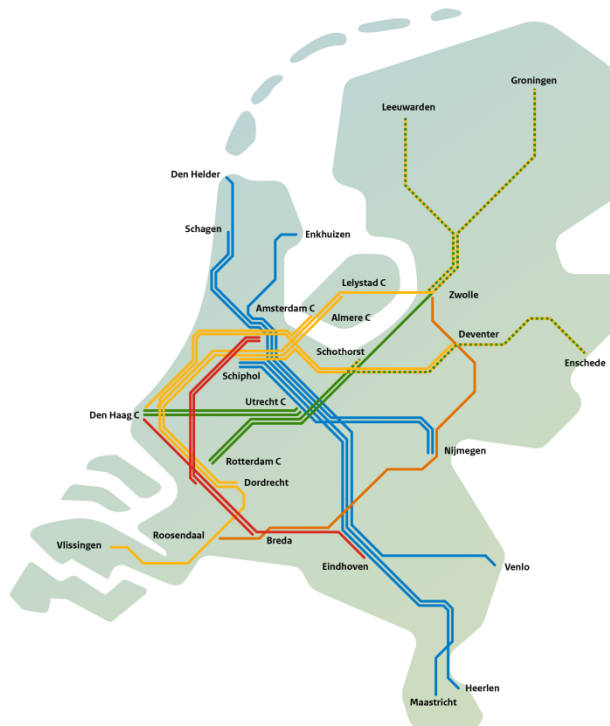 Groningen
Leeuwarden
Den Helder
Schagen
Enkhuizen
Lelystad C
Zwolle
Amsterdam C
Almere C
Deventer
Schothorst
Enschede
Schiphol
Utrecht C
Den Haag C
Nijmegen
Rotterdam C
Dordrecht
Roosendaal
Breda
Vlissingen
Eindhoven
Venlo
Heerlen
Maastricht